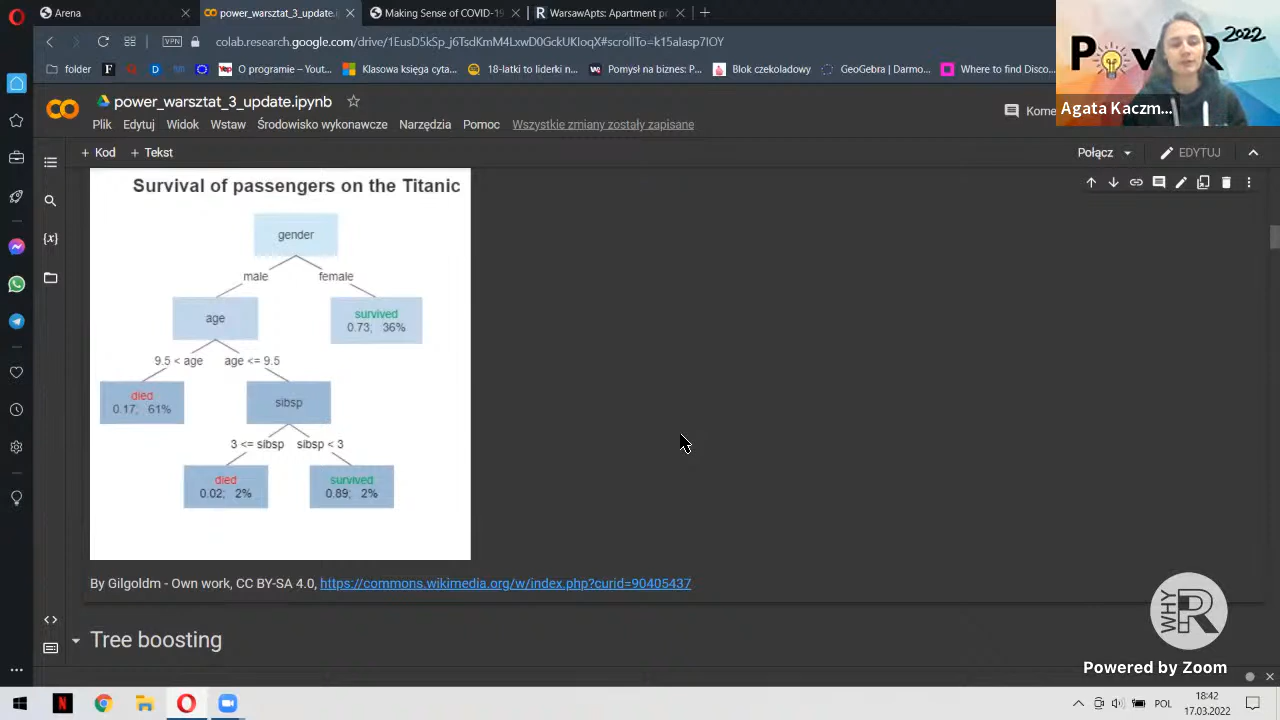 Arena
power_warsztat_3_update.i
Making Sense of COVID-19
WarsawApts: Apartment p
VPN
colab.research.google.com/drive/1EusD5kSp_j6TsdKroM4LxwDRGckUKloqX#scrollTo=k15aIasp7IOY
folder
O programie – Yout...
Klasowa księga cyta...
18-latki to liderki n...
Pomysł na biznes: P...
Blok czekoladowy
GeoGebra | Darmo...
Where to find Disco...
2022
Agata Kaczm...
power_warsztat_3_update.ipynb
Kome
Plik Edytuj Widok Wstaw Środowisko wykonawcze Narzędzia Pomoc Wszystkie zmiany zostały zapisane
+ Kod + Tekst
Połącz
EDYTUJ
{x}
Survival of passengers on the Titanic
gender
male female
age
survived
0.73; 36%
9.5 < age age <= 9.5
died
0.17; 61%
sibsp
3 <= sibsp sibsp < 3
died
0.02; 2%
survived
0.89; 2%
By Gilgoldm - Own work, CC BY-SA 4.0, https://commons.wikimedia.org/w/index.php?curid=90405437
WHY R
Tree boosting
Powered by Zoom
POL
18:42
17.03.2022